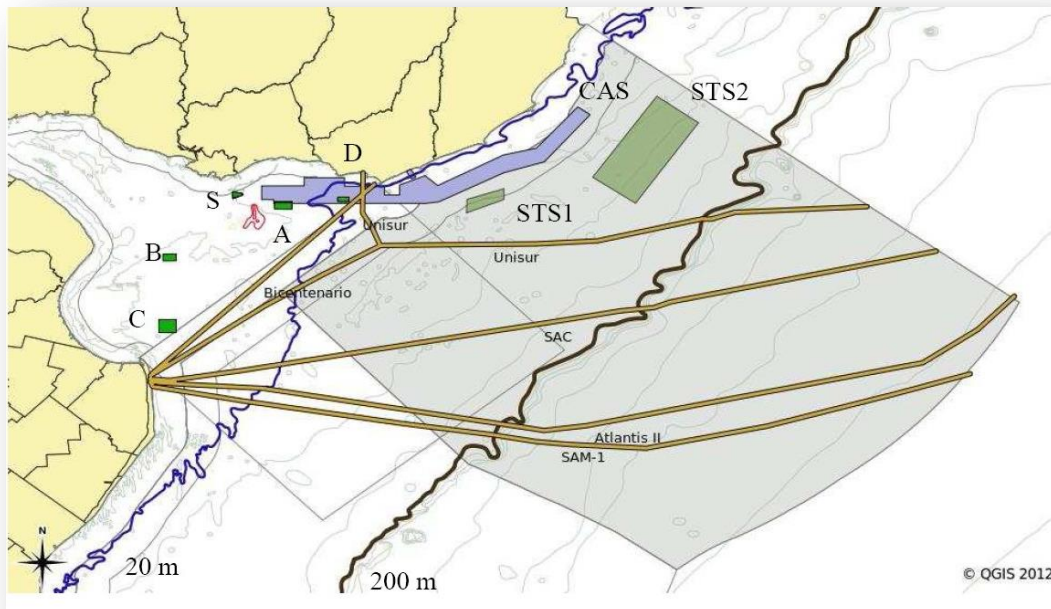 CAS
STS2
D
S
STS1
A
Unisur
B
Unisur
Bicentenario
C
SAC
Atlantis II
SAM-1
N
20 m
200 m
© QGIS 2012